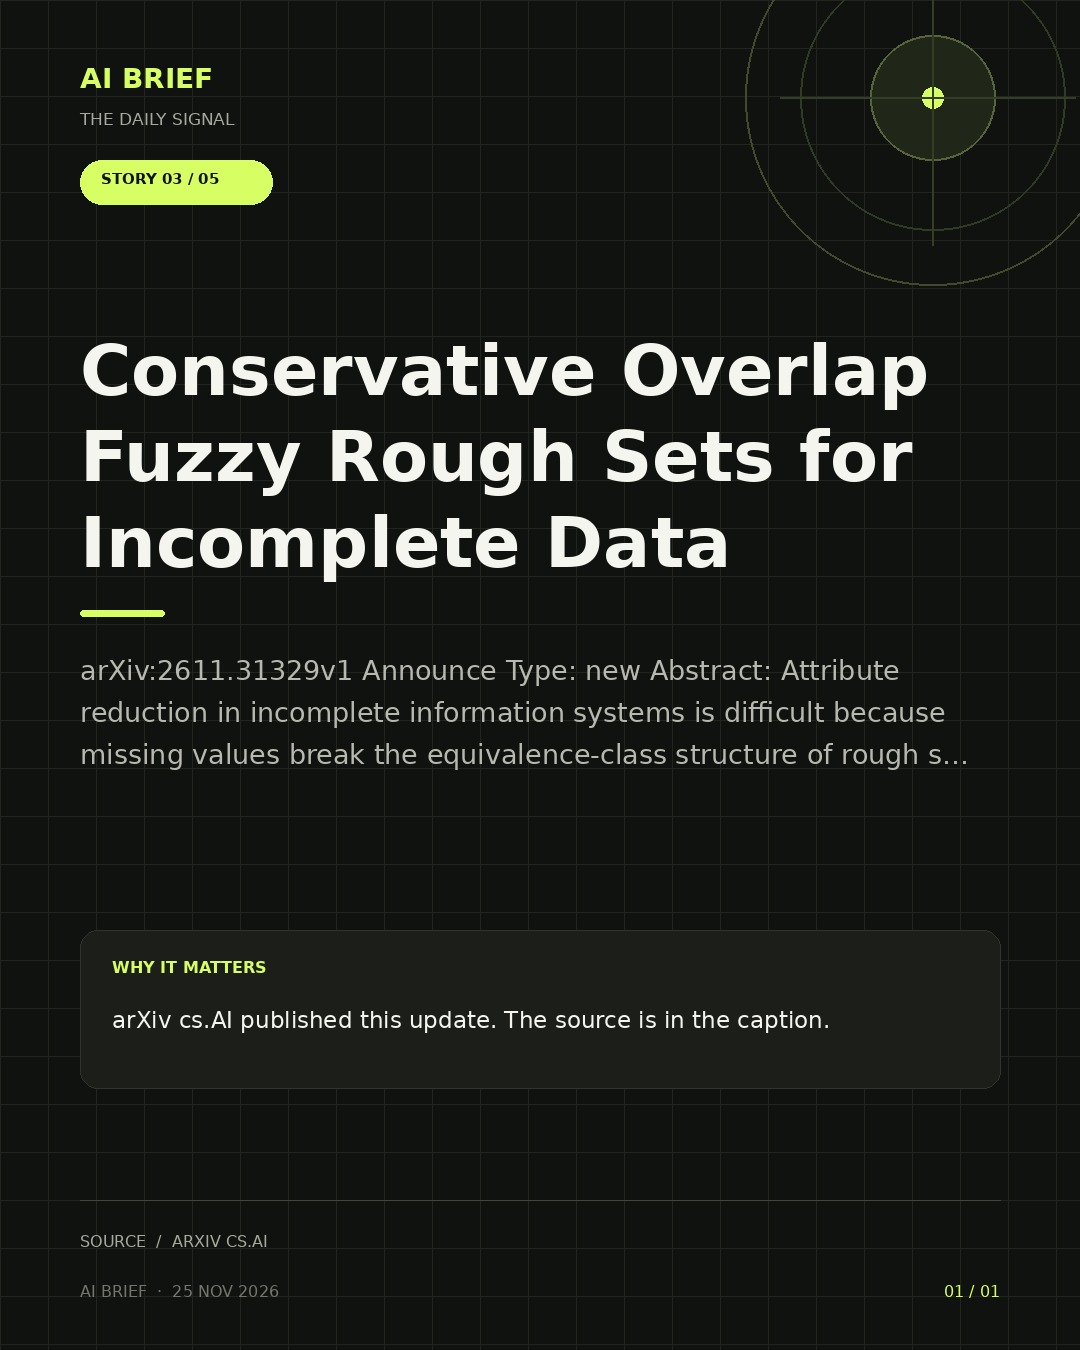 AI BRIEF
THE DAILY SIGNAL
STORY 03 / 05
Conservative Overlap
Fuzzy Rough Sets for
Incomplete Data
arXiv:2611.31329v1 Announce Type: new Abstract: Attribute
reduction in incomplete information systems is difficult because
missing values break the equivalence-class structure of rough s...
WHY IT MATTERS
arXiv cs.AI published this update. The source is in the caption.
SOURCE / ARXIV CS.AI
AI BRIEF · 25 NOV 2026
01 / 01